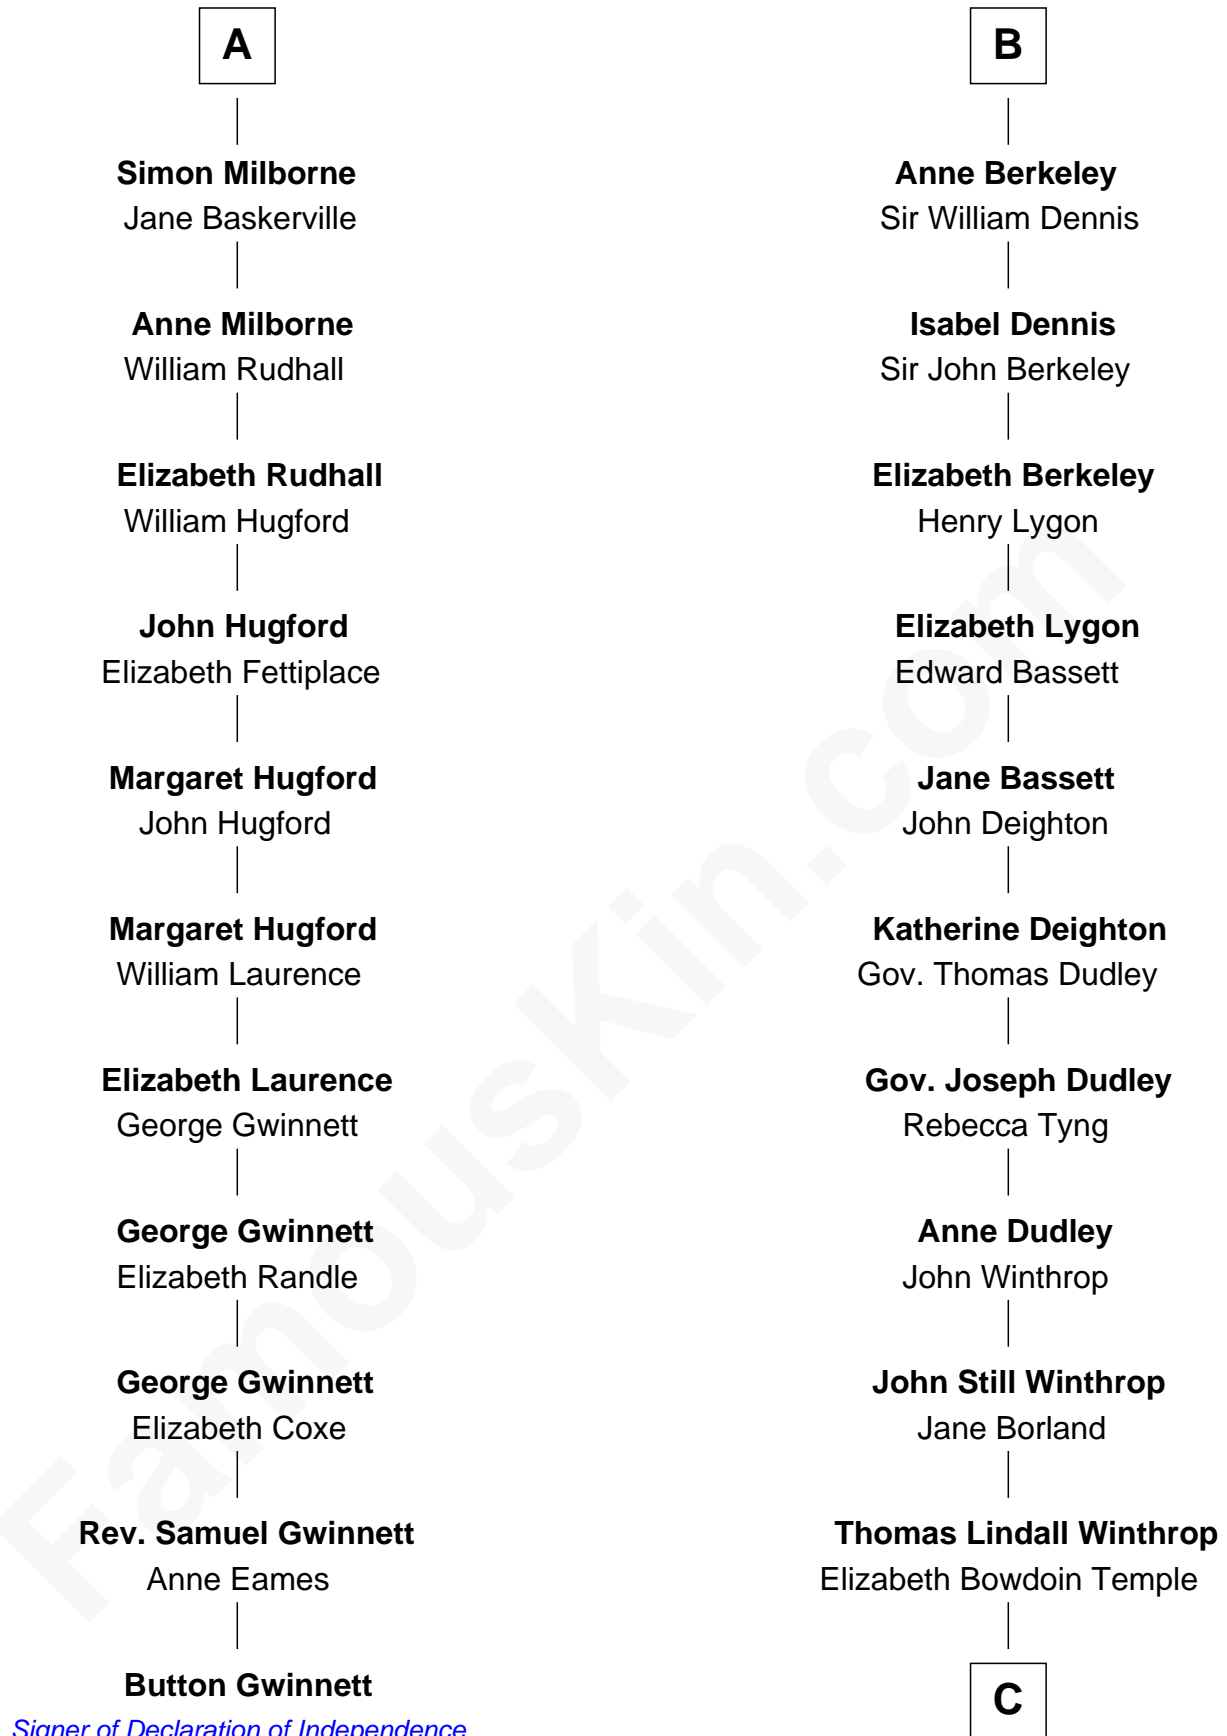 A
Simon Milborne
Jane Baskerville
Anne Milborne
William Rudhall
Elizabeth Rudhall
William Hugford
John Hugford
Elizabeth Fettiplace
Margaret Hugford
John Hugford
Margaret Hugford
William Laurence
Elizabeth Laurence
George Gwinnett
George Gwinnett
Elizabeth Randle
George Gwinnett
Elizabeth Coxe
Rev. Samuel Gwinnett
Anne Eames
Button Gwinnett
Signer of Declaration of Independence
B
Anne Berkeley
Sir William Dennis
Isabel Dennis
Sir John Berkeley
Elizabeth Berkeley
Henry Lygon
Elizabeth Lygon
Edward Bassett
Jane Bassett
John Deighton
Katherine Deighton
Gov. Thomas Dudley
Gov. Joseph Dudley
Rebecca Tyng
Anne Dudley
John Winthrop
John Still Winthrop
Jane Borland
Thomas Lindall Winthrop
Elizabeth Bowdoin Temple
C
FamousKin.com